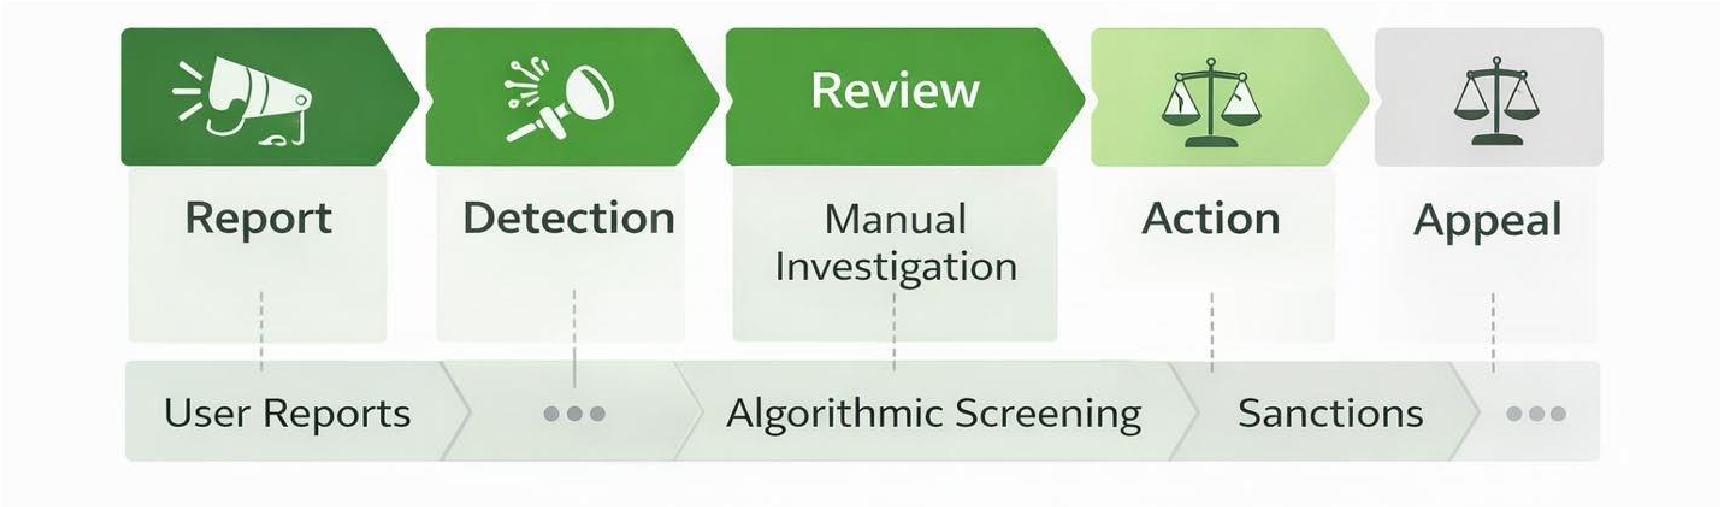 Review
Report
Detection
Manual
Investigation
Action
Appeal
User Reports
Algorithmic Screening
Sanctions